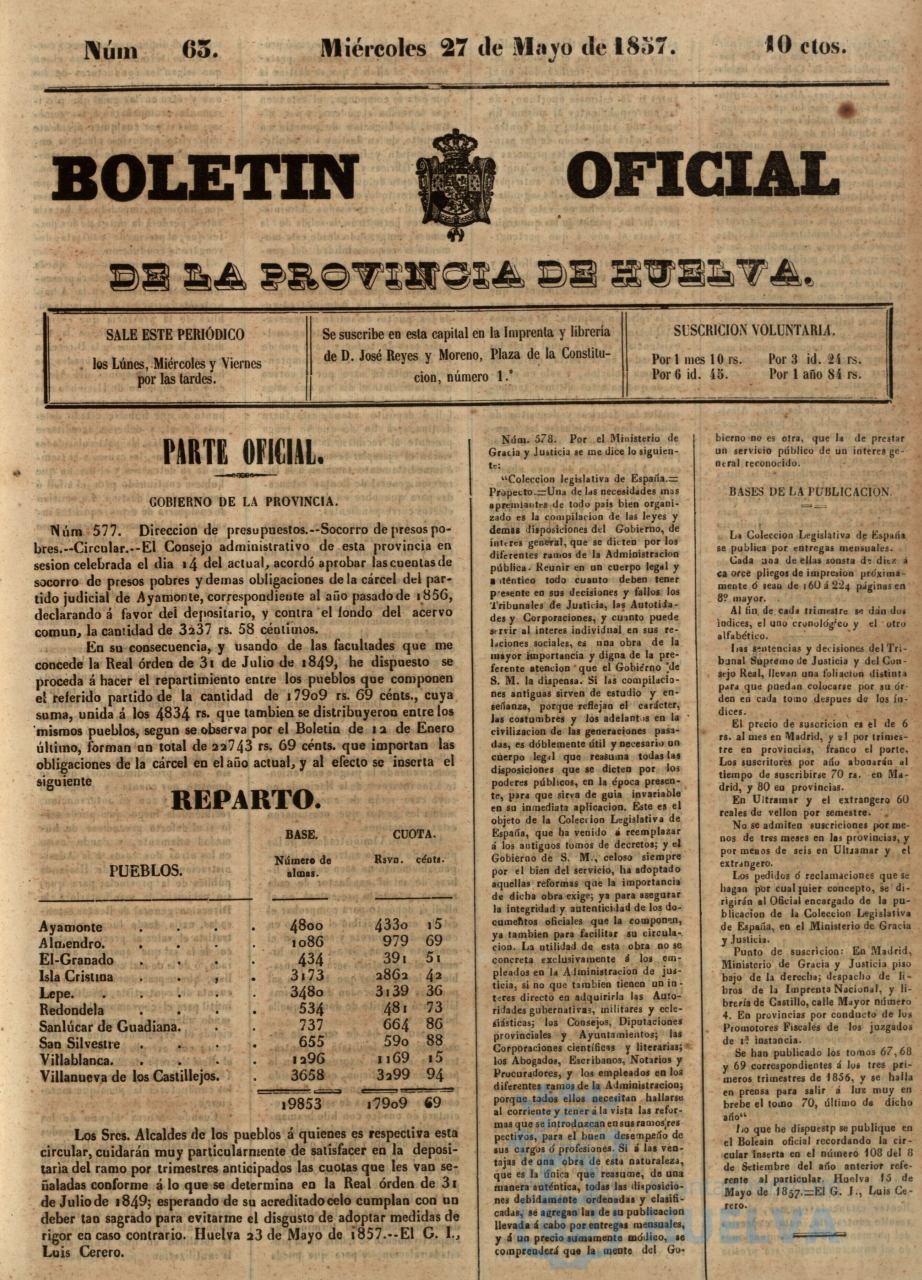 Núm 63. Miércoles 27 de Mayo de 1857. 10 ctos.
BOLETIN OFICIAL
DE LA PROVINCIA DE HUELVA.
SALE ESTE PERIÓDICO
los Lúnes, Miércoles y Viernes
por las tardes.
Se suscribe en esta capital en la Imprenta y librería
de D. José Reyes y Moreno, Plaza de la Constitu-
cion, número 1.º
SUSCRICION VOLUNTARIA.
Por 1 mes 10 rs. Por 3 id. 24 rs.
Por 6 id. 45. Por 1 año 84 rs.
PARTE OFICIAL.
GOBIERNO DE LA PROVINCIA.
Núm 577. Direccion de presupuestos.--Socorro de presos po-
bres.--Circular.--El Consejo administrativo de esta provincia en
sesion celebrada el dia 14 del actual, acordó aprobar las cuentas de
socorro de presos pobres y demas obligaciones de la cárcel del par-
tido judicial de Ayamonte, correspondiente al año pasado de 1856,
declarando á favor del depositario, y contra el fondo del acervo
comun, la cantidad de 3237 rs. 58 céntimos.
En su consecuencia, y usando de las facultades que me
concede la Real órden de 31 de Julio de 1849, he dispuesto se
proceda á hacer el repartimiento entre los pueblos que componen
el referido partido de la cantidad de 17909 rs. 69 cénts., cuya
suma, unida á los 4834 rs. que tambien se distribuyeron entre los
mismos pueblos, segun se observa por el Boletin de 12 de Enero
último, forman un total de 22743 rs. 69 cénts. que importan las
obligaciones de la cárcel en el año actual, y al efecto se inserta el
siguiente
REPARTO.
BASE. CUOTA.
PUEBLOS. Número de almas. Rsvn. cénts.
Ayamonte . . . . 4800 4330 15
Almendro. . . . . 1086 979 69
El-Granado . . . . 434 391 51
Isla Cristina . , . 3173 2862 42
Lepe. . . . . . 3480 3139 36
Redondela . . . . 534 481 73
Sanlúcar de Guadiana. . . 737 664 86
San Silvestre . . . . 655 590 88
Villablanca. . . . . 1296 1169 15
Villanueva de los Castillejos. . 3658 3299 94
19853 17909 69
Los Sres. Alcaldes de los pueblos á quienes es respectiva esta
circular, cuidarán muy particularmente de satisfacer en la deposi-
taria del ramo por trimestres anticipados las cuotas que les van se-
ñaladas conforme á lo que se determina en la Real órden de 31
de Julio de 1849; esperando de su acreditado celo cumplan con un
deber tan sagrado para evitarme el disgusto de adoptar medidas de
rigor en caso contrario. Huelva 23 de Mayo de 1857.--El G. I.,
Luis Cerero.
Núm. 578. Por el Ministerio de
Gracia y Justicia se me dice lo siguien-
te:
"Coleccion legislativa de España.=
Prospecto.=Una de las necesidades mas
apremiantes de todo pais bien organi-
zado es la compilacion de las leyes y
demas disposiciones del Gobierno, de
interes general, que se dicten por los
diferentes ramos de la Administracion
pública. Reunir en un cuerpo legal y
auténtico todo cuanto deben tener
presente en sus decisiones y fallos los
Tribunales de Justicia, las Autorida-
des y Corporaciones, y cuanto puede
servir al interes individual en sus re-
laciones sociales, es una obra de la
mayor importancia y digna de la pre-
ferente atencion que el Gobierno de
S. M. la dispensa. Si las compilacio-
nes antiguas sirven de estudio y en-
señanza, porque reflejan el carácter,
las costumbres y los adelantos en la
civilizacion de las generaciones pasa-
das, es dóblemente útil y necesario un
cuerpo legal que reasuma todas las
disposiciones que se dicten por los
poderes públicos, en la época presen-
te, para que sirva de guia invariable
en su inmediata aplicacion. Este es el
objeto de la Coleccion Legislativa de
España, que ha venido á reemplazar
á los antiguos tomos de decretos; y el
Gobierno de S. M., celoso siempre
por el bien del servicio, ha adoptado
aquellas reformas que la importancia
de dicha obra exige; ya para asegurar
la integridad y autenticidad de los do-
cumentos oficiales que la componen,
ya tambien para facilitar su circula-
cion. La utilidad de esta obra no se
concreta exclusivamente á los em-
pleados en la Administracion de jus-
ticia, si no que tambien tienen un in-
teres directo en adquirirla las Auto-
ridades gubernativas, militares y ecle-
siásticas; los Consejos, Diputaciones
provinciales y Ayuntamientos; las
Corporaciones científicas y literarias;
los Abogados, Escribanos, Notarios y
Procuradores, y los empleados en los
diferentes ramos de la Administracion;
porque todos ellos necesitan hallarse
al corriente y tener á la vista las refor-
mas que se introduzcan en sus ramos res
pectivos, para el buen desempeño de
sus cargos ó profesiones. Si á las ven-
tajas de una obra de esta naturaleza,
que es la única que reasume, de una
manera auténtica, todas las disposicio-
nes debidamente ordenadas y clasifi-
cadas, se agregan las de su publicacion
llevada á cabo por entregas mensuales,
y á un precio sumamente módico, se
comprenderá que la mente del Go-
bierno no es otra, que la de prestar
un servicio público de un interes ge-
neral reconocido.
BASES DE LA PUBLICACION.
La Coleccion Legislativa de España
se publica por entregas mensuales.
Cada una de ellas consta de diez á
catorce pliegos de impresion próxima-
mente ó sean de 160 á 224 páginas en
8º mayor.
Al fin de cada trimestre se dan dos
indices, el uno cronológico y el otro
alfabético.
Las sentencias y decisiones del Tri-
bunal Supremo de Justicia y del Con-
sejo Real, llevan una foliacion distinta
para que puedan colocarse por su ór-
den en cada tomo despues de los ín-
dices.
El precio de suscricion es el de 6
rs. al mes en Madrid, y el por trimes-
tre en provincias, franco el porte.
Los suscritores por año abonarán al
tiempo de suscribirse 70 rs. en Ma-
drid, y 80 en provincias.
En Ultramar y el extrangero 60
reales de vellon por semestre.
No se admiten suscriciones por me-
nos de tres meses en las provincias, y
por menos de seis en Ultramar y el
extrangero.
Los pedidos ó reclamaciones que se
hagan por cualquier concepto, se di-
rigirán al Oficial encargado de la pu-
blicacion de la Coleccion Legislativa
de España, en el Ministerio de Gracia
y Justicia.
Punto de suscricion: En Madrid,
Ministerio de Gracia y Justicia piso
bajo de la derecha; despacho de li-
bros de la Imprenta Nacional, y li-
brería de Castillo, calle Mayor número
4. En provincias por conducto de los
Promotores Fiscalés de los juzgados
de 1ª instancia.
Se han publicado los tomos 67, 68
y 69 correspondientes á los tres pri-
meros trimestres de 1856, y se halla
en prensa para salir á luz muy en
brebe el tomo 70, último de dicho
año"
Lo que he dispuesto se publique en
el Boletin oficial recordando la cir-
cular inserta en el número 108 del 8
de Setiembre del año anterior refe-
rente al particular. Huelva 15 de
Mayo de 1857.=El G. I., Luis Ce-
rero.
HUELVA